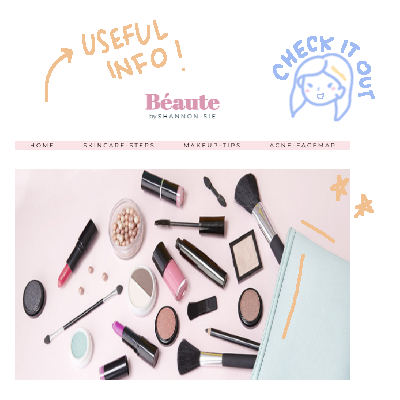 USEFUL
INFO!
CHECK IT OUT
Béaute
by SHANNON SIE
HOME SKINCARE STEPS MAKEUP TIPS ACNE FACEMAP